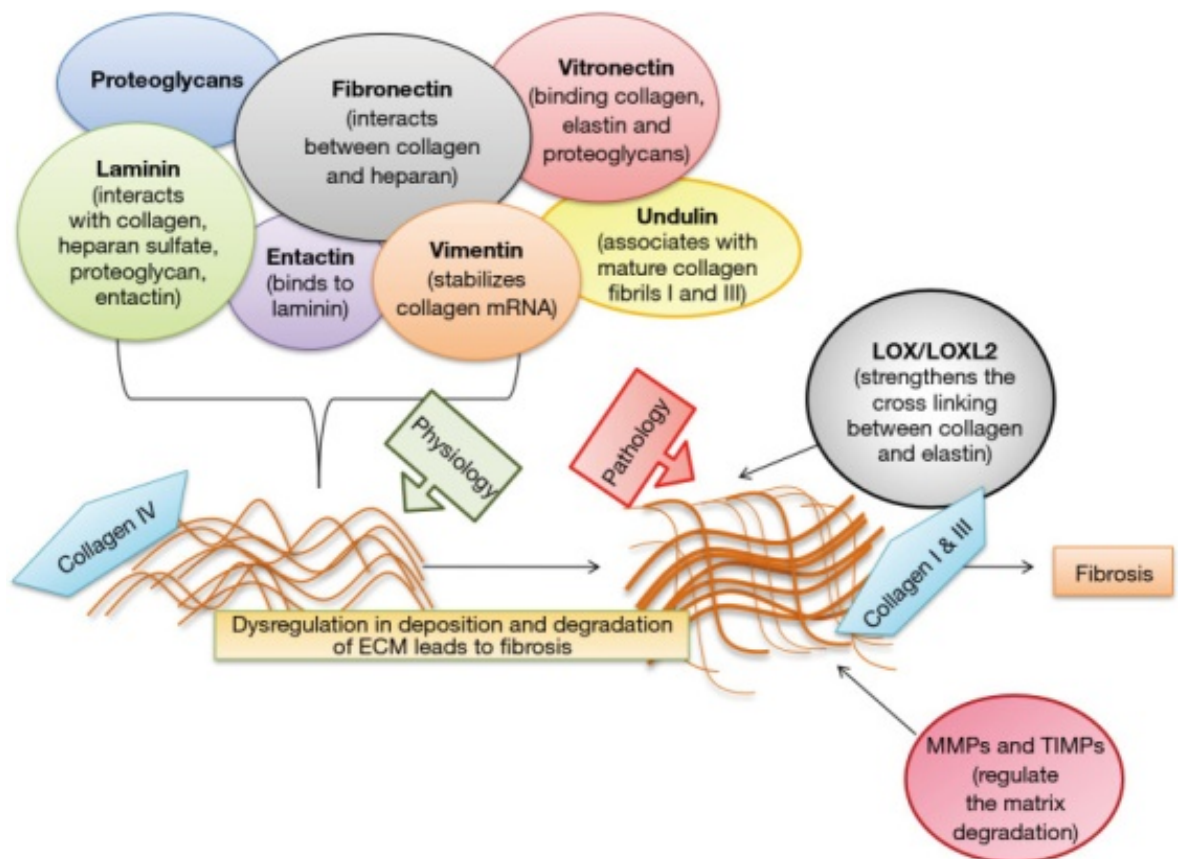 Proteoglycans
Fibronectin
(interacts
between collagen
and heparan)
Vitronectin
(binding collagen,
elastin and
proteoglycans)
Laminin
(interacts
with collagen,
heparan sulfate,
proteoglycan,
entactin)
Entactin
(binds to
laminin)
Vimentin
(stabilizes
collagen mRNA)
Undulin
(associates with
mature collagen
fibrils I and III)
LOX/LOXL2
(strengthens the
cross linking
between collagen
and elastin)
Physiology
Pathology
Collagen IV
Collagen I & III
Fibrosis
Dysregulation in deposition and degradation
of ECM leads to fibrosis
MMPs and TIMPs
(regulate
the matrix
degradation)